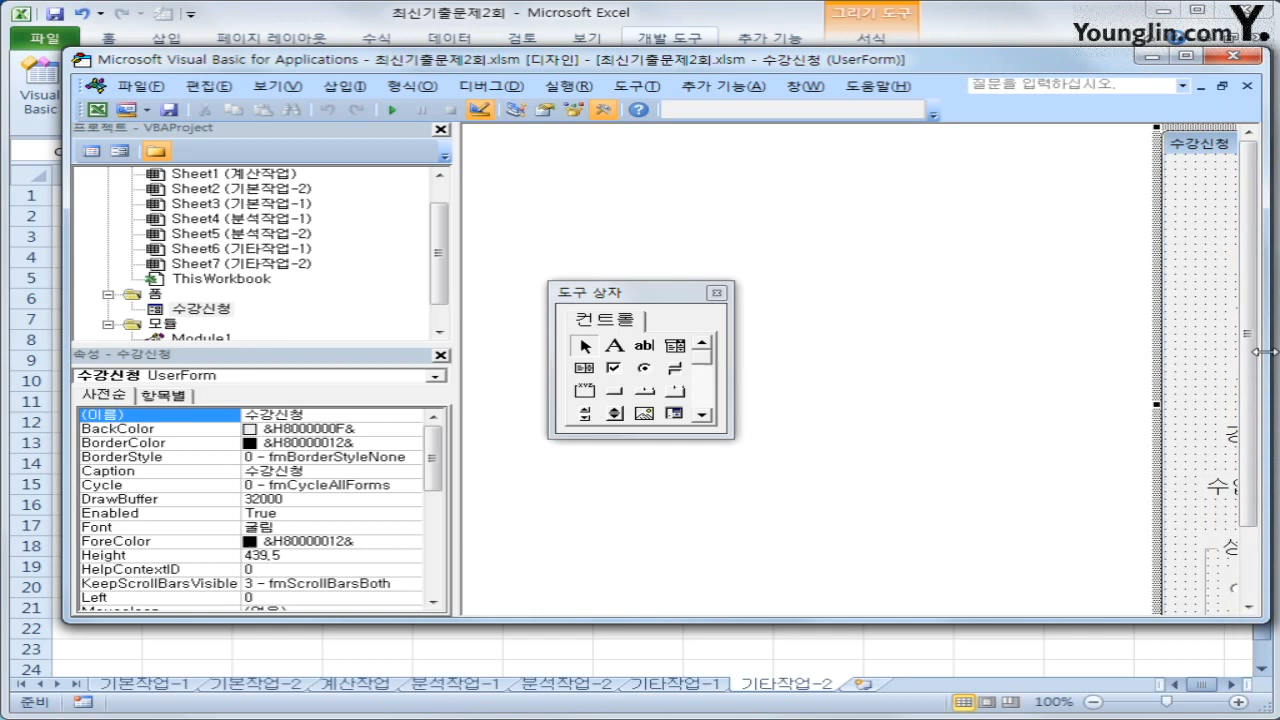 최신기출문제2회 - Microsoft Excel
그리기 도구
Younglin.com Y.
파일 홈 삽입 페이지 레이아웃 수식 데이터 검토 보기 개발 도구 추가 기능 서식
Visual
Basic
Microsoft Visual Basic for Applications - 최신기출문제2회.xlsm [디자인] - [최신기출문제2회.xlsm - 수강신청 (UserForm)]
파일(F) 편집(E) 보기(V) 삽입(I) 형식(O) 디버그(D) 실행(R) 도구(T) 추가 기능(A) 창(W) 도움말(H)
질문을 입력하십시오.
프로젝트 - VBAProject
Sheet1 (계산작업)
Sheet2 (기본작업-2)
Sheet3 (기본작업-1)
Sheet4 (분석작업-1)
Sheet5 (분석작업-2)
Sheet6 (기타작업-1)
Sheet7 (기타작업-2)
ThisWorkbook
폼
수강신청
모듈
Module1
속성 - 수강신청
수강신청 UserForm
사전순 항목별
(이름) 수강신청
BackColor &H8000000F&
BorderColor &H80000012&
BorderStyle 0 - fmBorderStyleNone
Caption 수강신청
Cycle 0 - fmCycleAllForms
DrawBuffer 32000
Enabled True
Font 굴림
ForeColor &H80000012&
Height 439,5
HelpContextID 0
KeepScrollBarsVisible 3 - fmScrollBarsBoth
Left 0
MouseIcon (없음)
도구 상자
컨트롤
A ab|
xyz
수강신청
1
2
3
4
5
6
7
8
9
10
11
12
13
14
15
16
17
18
19
20
21
22
23
24
기본작업-1 기본작업-2 계산작업 분석작업-1 분석작업-2 기타작업-1 기타작업-2
준비
100%